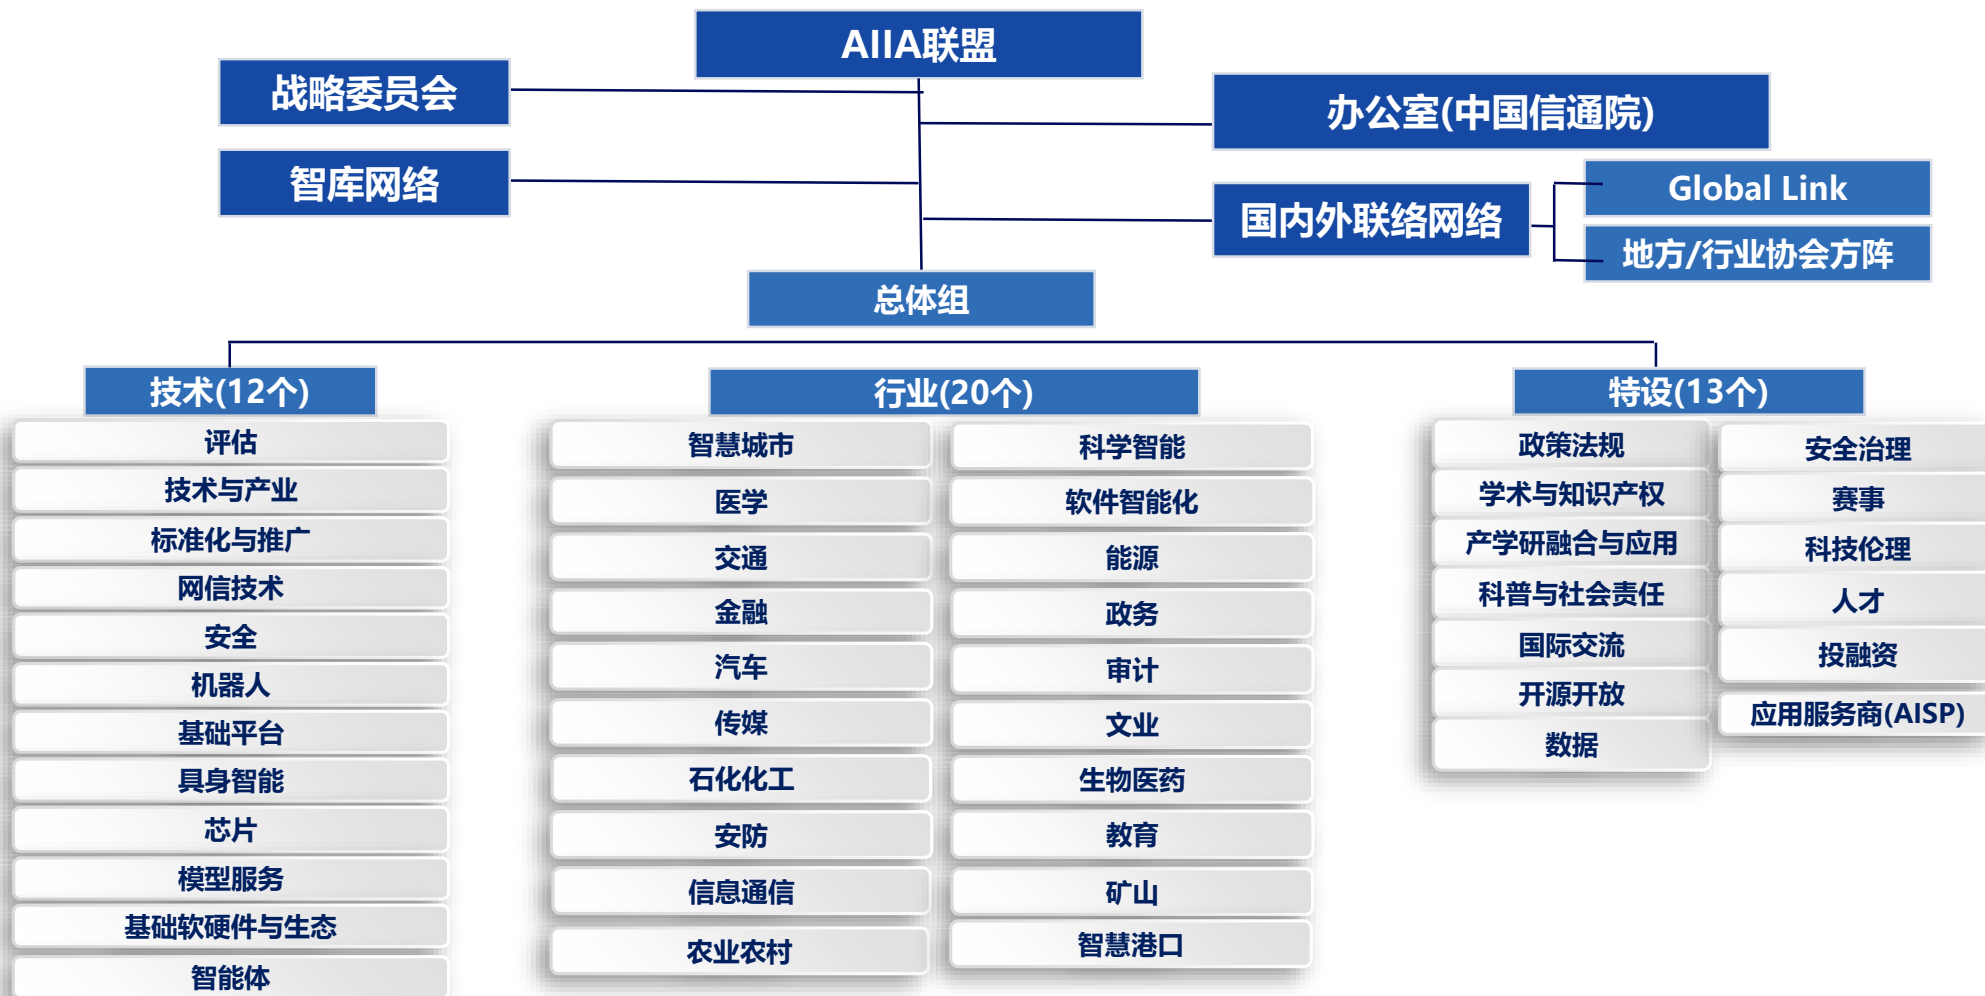 AIIA联盟
战略委员会
办公室(中国信通院)
智库网络
国内外联络网络
Global Link
地方/行业协会方阵
总体组
技术(12个)
评估
技术与产业
标准化与推广
网信技术
安全
机器人
基础平台
具身智能
芯片
模型服务
基础软硬件与生态
智能体
行业(20个)
智慧城市
医学
交通
金融
汽车
传媒
石化化工
安防
信息通信
农业农村
科学智能
软件智能化
能源
政务
审计
文业
生物医药
教育
矿山
智慧港口
特设(13个)
政策法规
学术与知识产权
产学研融合与应用
科普与社会责任
国际交流
开源开放
数据
安全治理
赛事
科技伦理
人才
投融资
应用服务商(AISP)